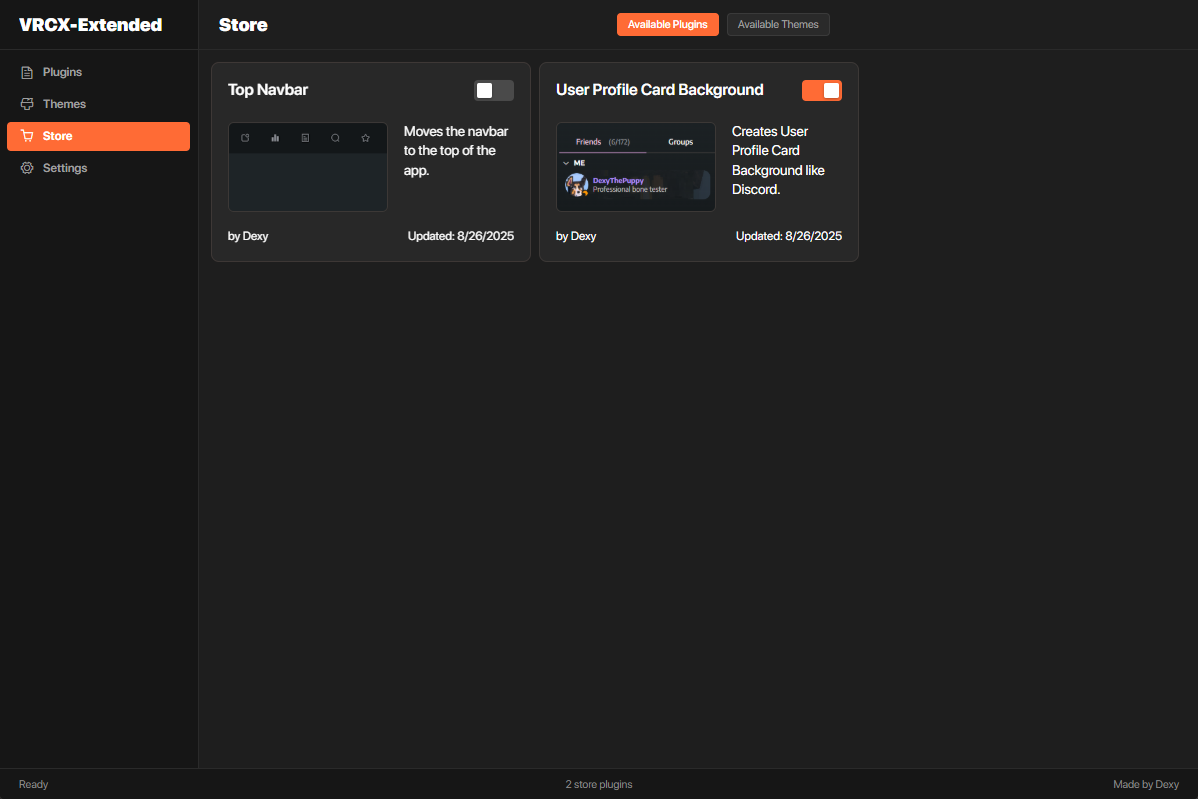 VRCX-Extended
Store
Available Plugins
Available Themes
Plugins
Themes
Store
Settings
Top Navbar
Moves the navbar
to the top of the
app.
by Dexy
Updated: 8/26/2025
User Profile Card Background
Friends (6/172)
Groups
ME
DexyThePuppy
Professional bone tester
Creates User
Profile Card
Background like
Discord.
by Dexy
Updated: 8/26/2025
Ready
2 store plugins
Made by Dexy